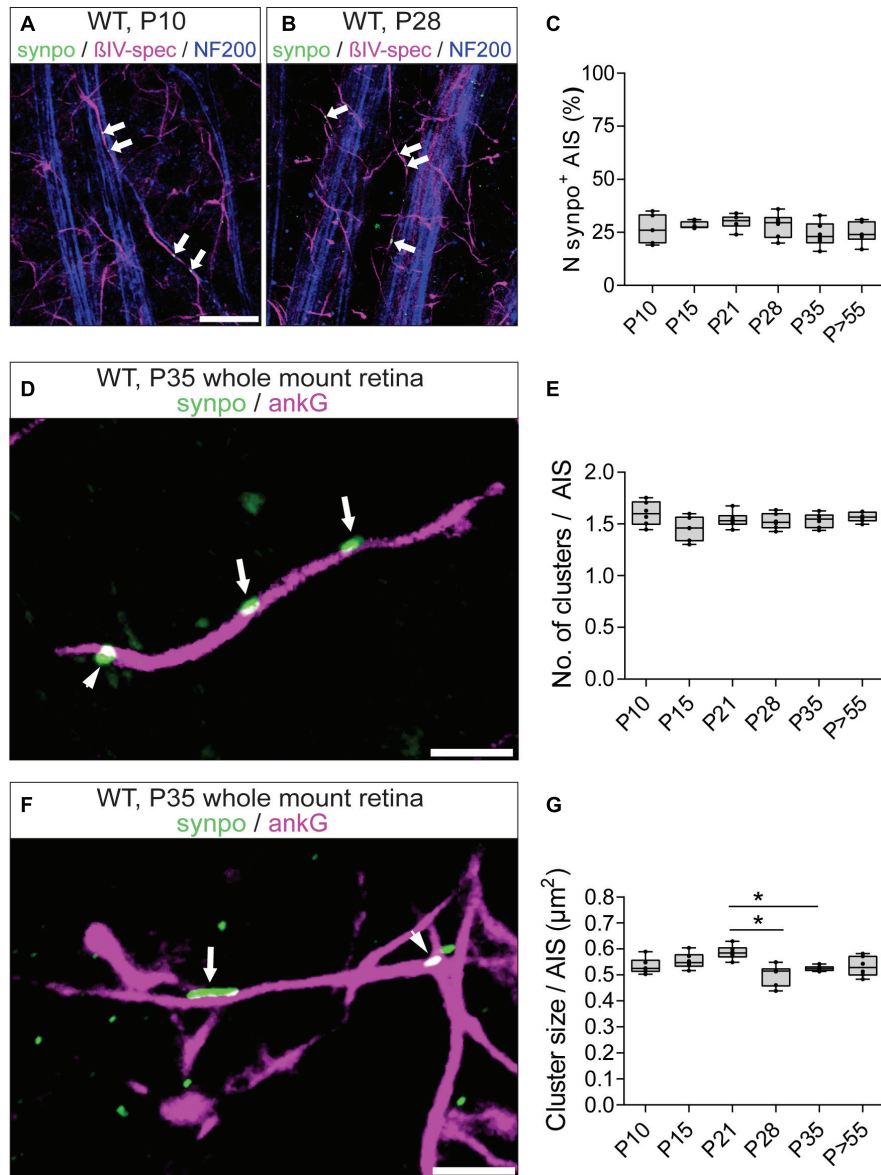 A
WT, P10
synpo / ßIV-spec / NF200
B
WT, P28
synpo / ßIV-spec / NF200
C
N synpo+ AIS (%)
100
75
50
25
0
P10
P15
P21
P28
P35
P>55
D
WT, P35 whole mount retina
synpo / ankG
E
No. of clusters / AIS
2.0
1.5
1.0
0.5
0.0
P10
P15
P21
P28
P35
P>55
F
WT, P35 whole mount retina
synpo / ankG
G
Cluster size / AIS (µm²)
0.8
0.7
0.6
0.5
0.4
0.3
0.2
0.1
0.0
*
*
P10
P15
P21
P28
P35
P>55